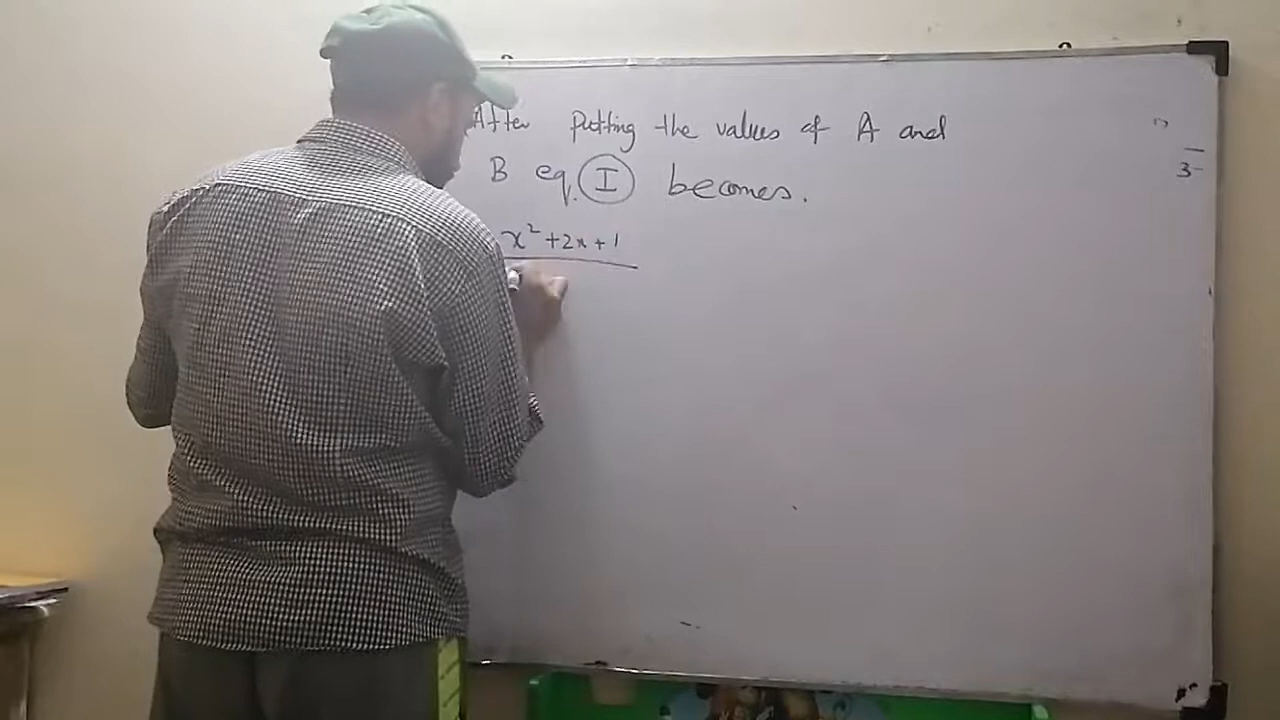 After putting the values of A and
B eq. I becomes.
x² + 2x + 1
3